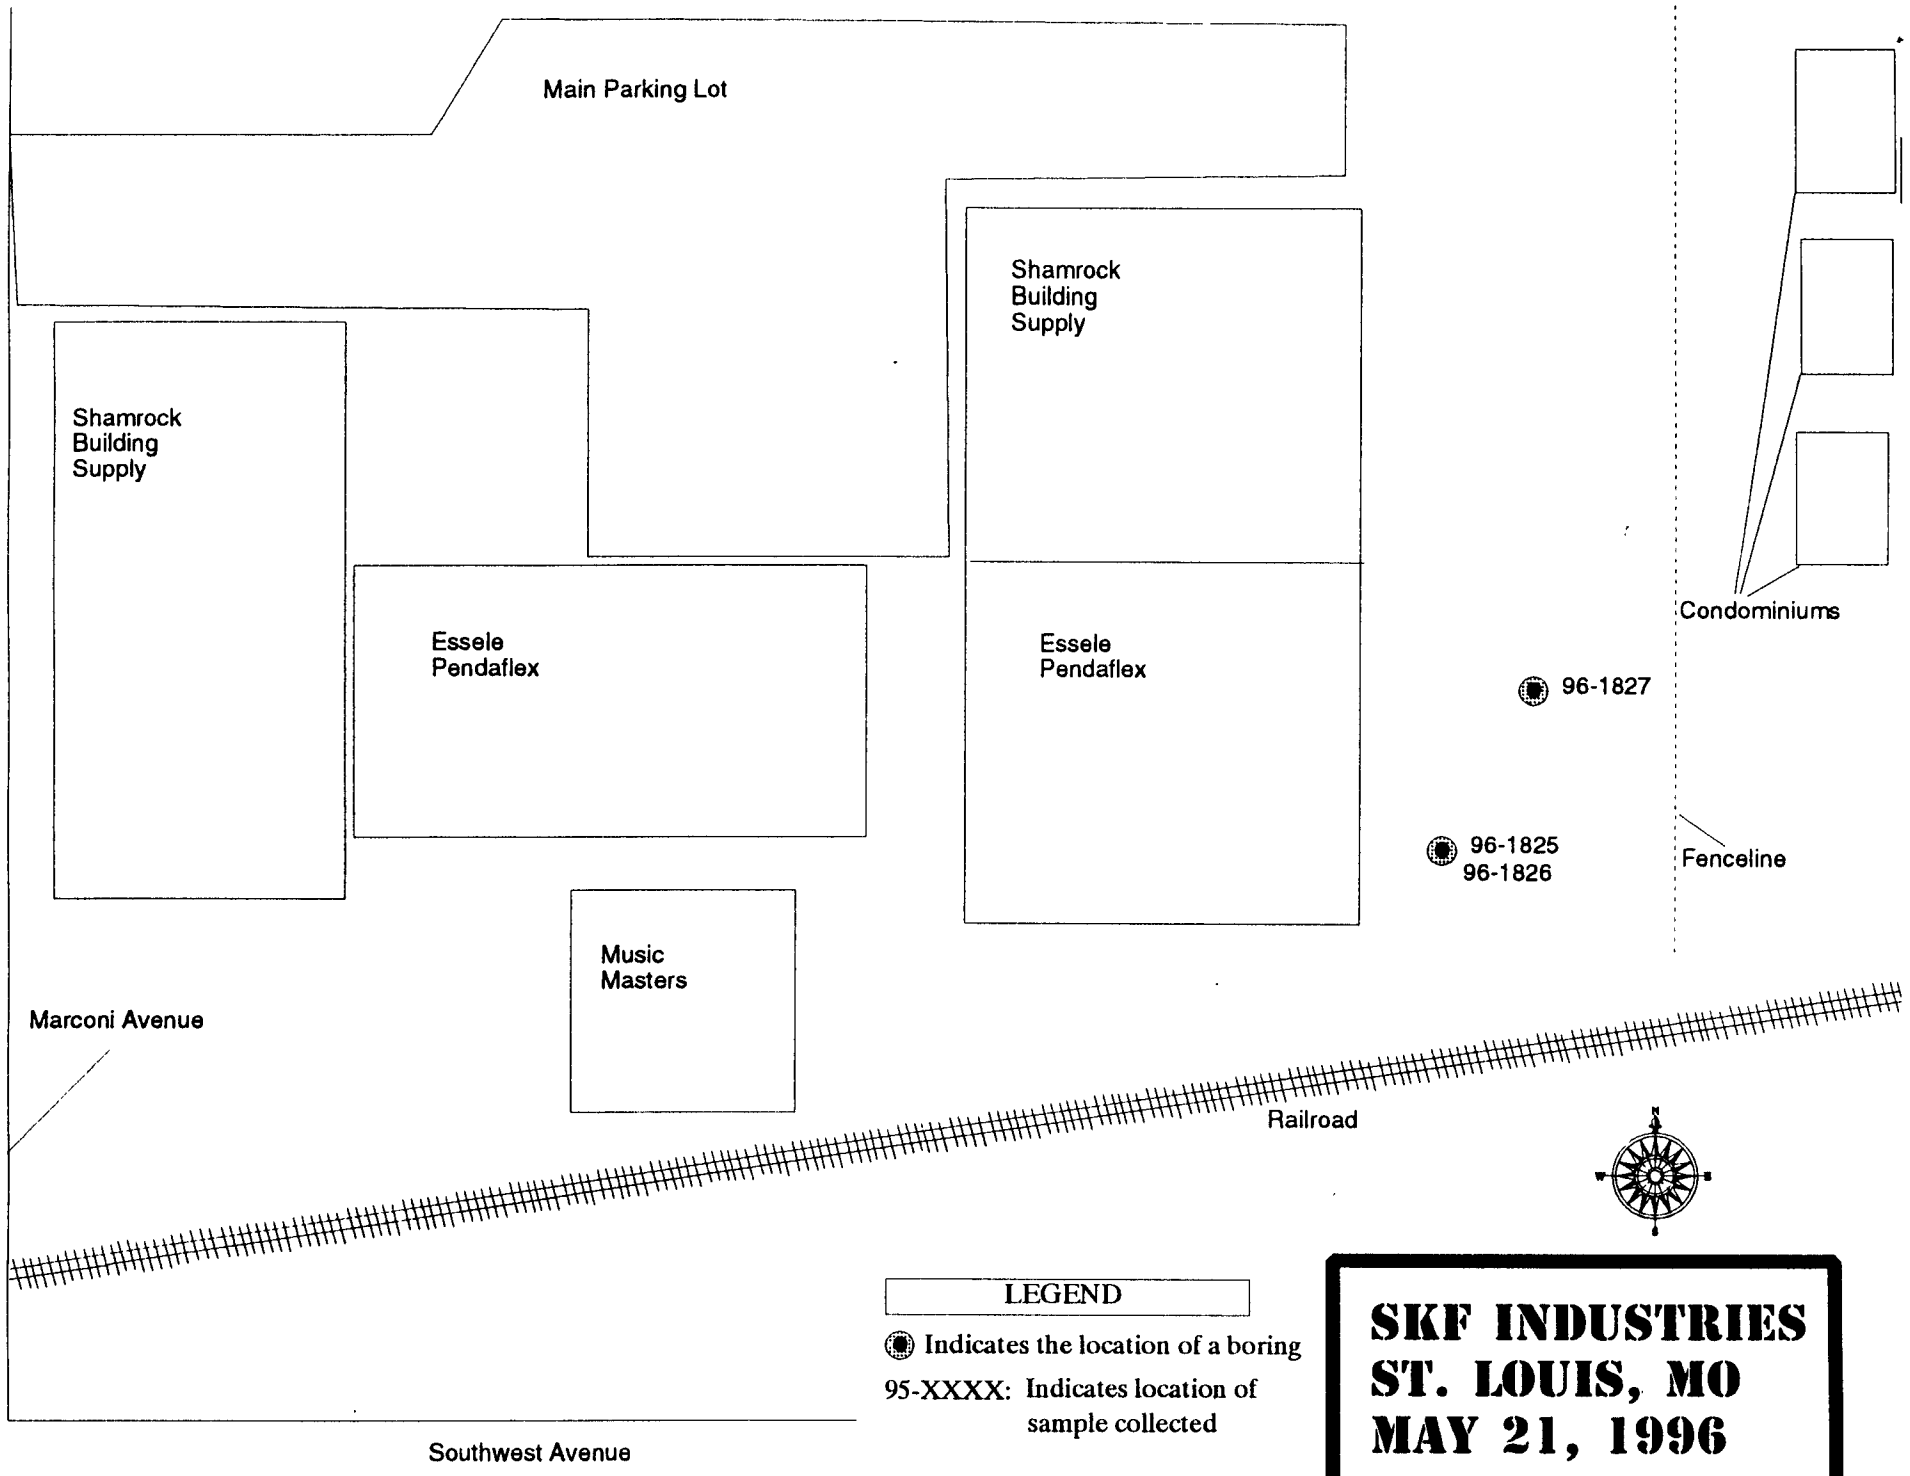 Main Parking Lot
Shamrock
Building
Supply
Shamrock
Building
Supply
Condominiums
Essele
Pendaflex
Essele
Pendaflex
96-1827
96-1825
96-1826
Fenceline
Music
Masters
Marconi Avenue
Railroad
N
W
E
S
LEGEND
Indicates the location of a boring
95-XXXX: Indicates location of
sample collected
SKF INDUSTRIES
ST. LOUIS, MO
MAY 21, 1996
Southwest Avenue